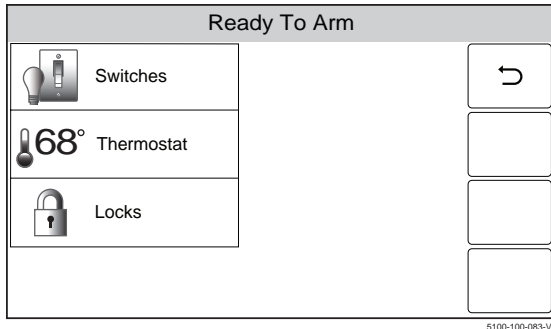 Ready To Arm
Switches
68° Thermostat
Locks
5100-100-083-V